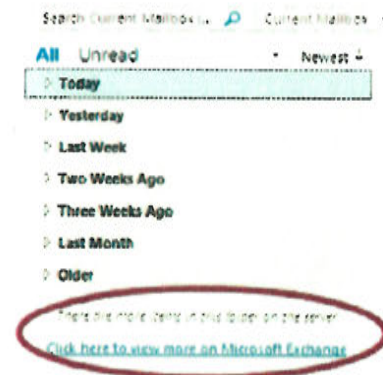 Search Current Mailbox ... Current Mailbox
All Unread Newest ↓
Today
Yesterday
Last Week
Two Weeks Ago
Three Weeks Ago
Last Month
Older
There are more items in this folder on the server
Click here to view more on Microsoft Exchange